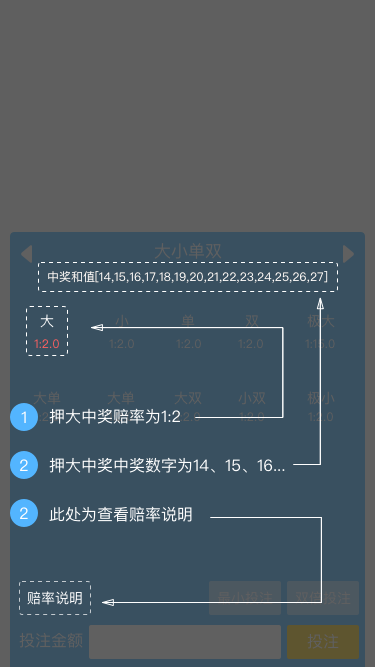 大小单双
中奖和值[14,15,16,17,18,19,20,21,22,23,24,25,26,27]
大 小 单 双 极大
1:2.0 1:2.0 1:2.0 1:2.0 1:15.0
大单 大单 大双 小双 极小
1 押大中奖赔率为1:2
2 押大中奖中奖数字为14、15、16...
2 此处为查看赔率说明
赔率说明 最小投注 双倍投注
投注金额 投注